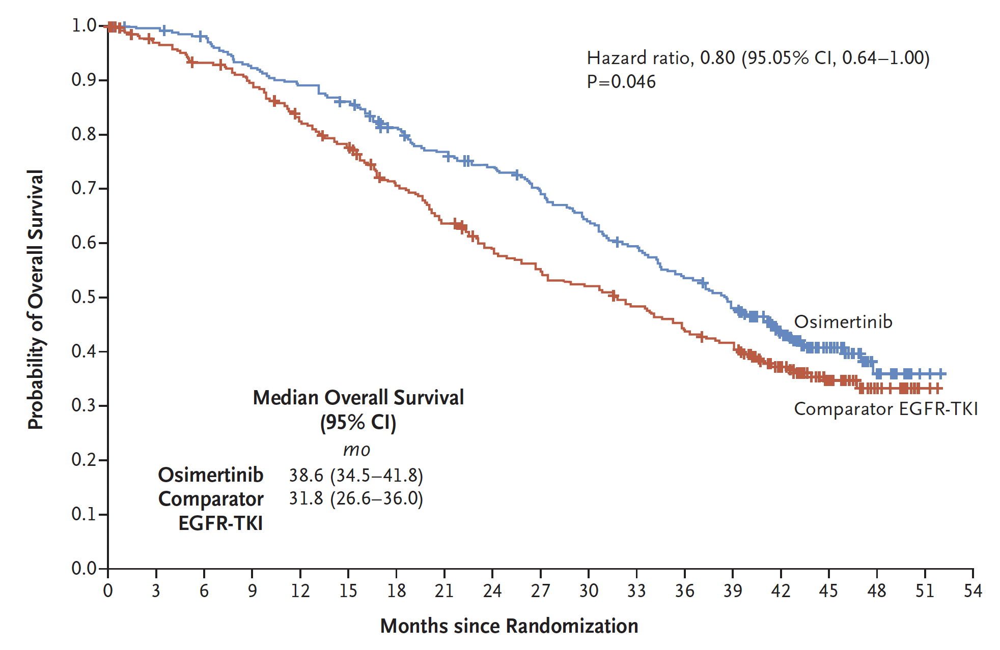 Hazard ratio, 0.80 (95.05% CI, 0.64–1.00)
P=0.046
Probability of Overall Survival
1.0
0.9
0.8
0.7
0.6
0.5
0.4
0.3
0.2
0.1
0.0
Osimertinib
Comparator EGFR-TKI
Median Overall Survival
(95% CI)
mo
Osimertinib 38.6 (34.5–41.8)
Comparator 31.8 (26.6–36.0)
EGFR-TKI
0 3 6 9 12 15 18 21 24 27 30 33 36 39 42 45 48 51 54
Months since Randomization